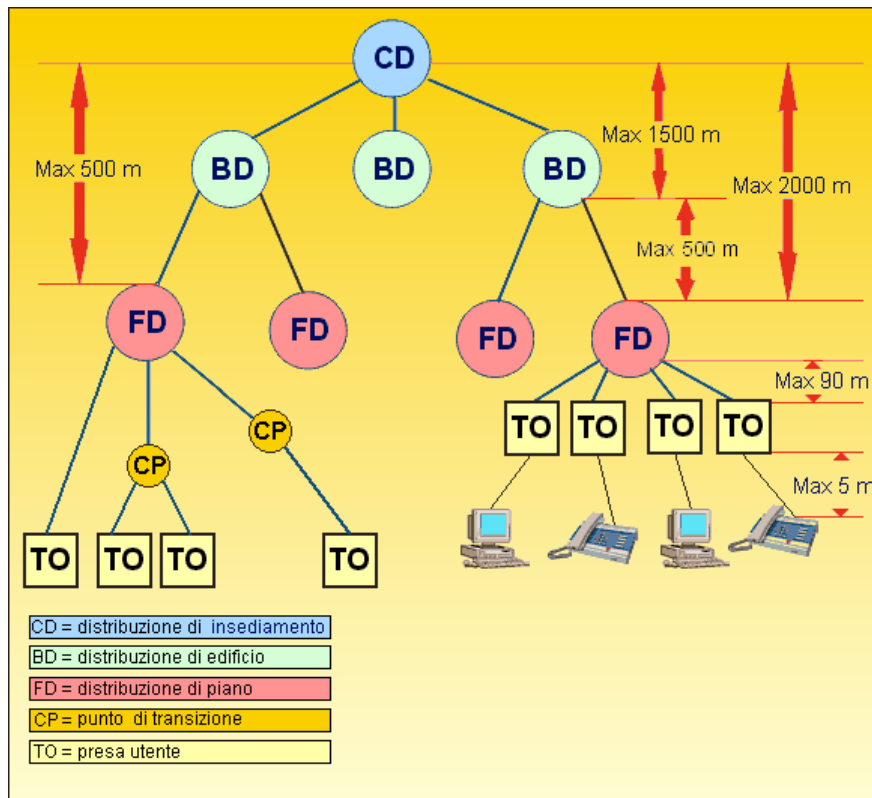 CD
Max 1500 m
Max 500 m
BD
BD
BD
Max 2000 m
Max 500 m
FD
FD
FD
FD
Max 90 m
TO
TO
TO
TO
CP
CP
Max 5 m
TO
TO
TO
TO
CD = distribuzione di insediamento
BD = distribuzione di edificio
FD = distribuzione di piano
CP = punto di transizione
TO = presa utente